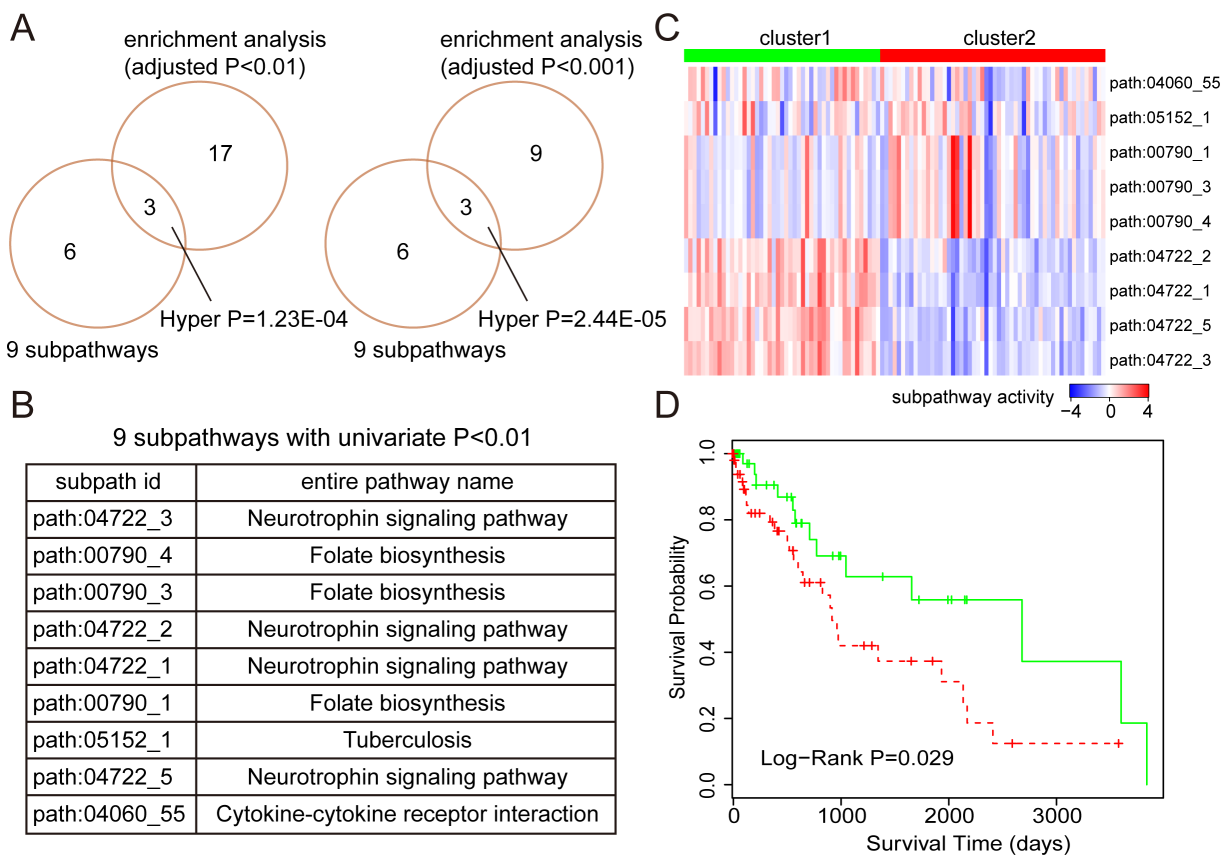 A
enrichment analysis
(adjusted P<0.01)
17
3
6
Hyper P=1.23E-04
9 subpathways
enrichment analysis
(adjusted P<0.001)
9
3
6
Hyper P=2.44E-05
9 subpathways
B
9 subpathways with univariate P<0.01
subpath id entire pathway name
path:04722_3 Neurotrophin signaling pathway
path:00790_4 Folate biosynthesis
path:00790_3 Folate biosynthesis
path:04722_2 Neurotrophin signaling pathway
path:04722_1 Neurotrophin signaling pathway
path:00790_1 Folate biosynthesis
path:05152_1 Tuberculosis
path:04722_5 Neurotrophin signaling pathway
path:04060_55 Cytokine-cytokine receptor interaction
C
cluster1 cluster2
path:04060_55
path:05152_1
path:00790_1
path:00790_3
path:00790_4
path:04722_2
path:04722_1
path:04722_5
path:04722_3
subpathway activity
−4 0 4
D
Survival Probability
1.0
0.8
0.6
0.4
0.2
0.0
Log−Rank P=0.029
0 1000 2000 3000
Survival Time (days)